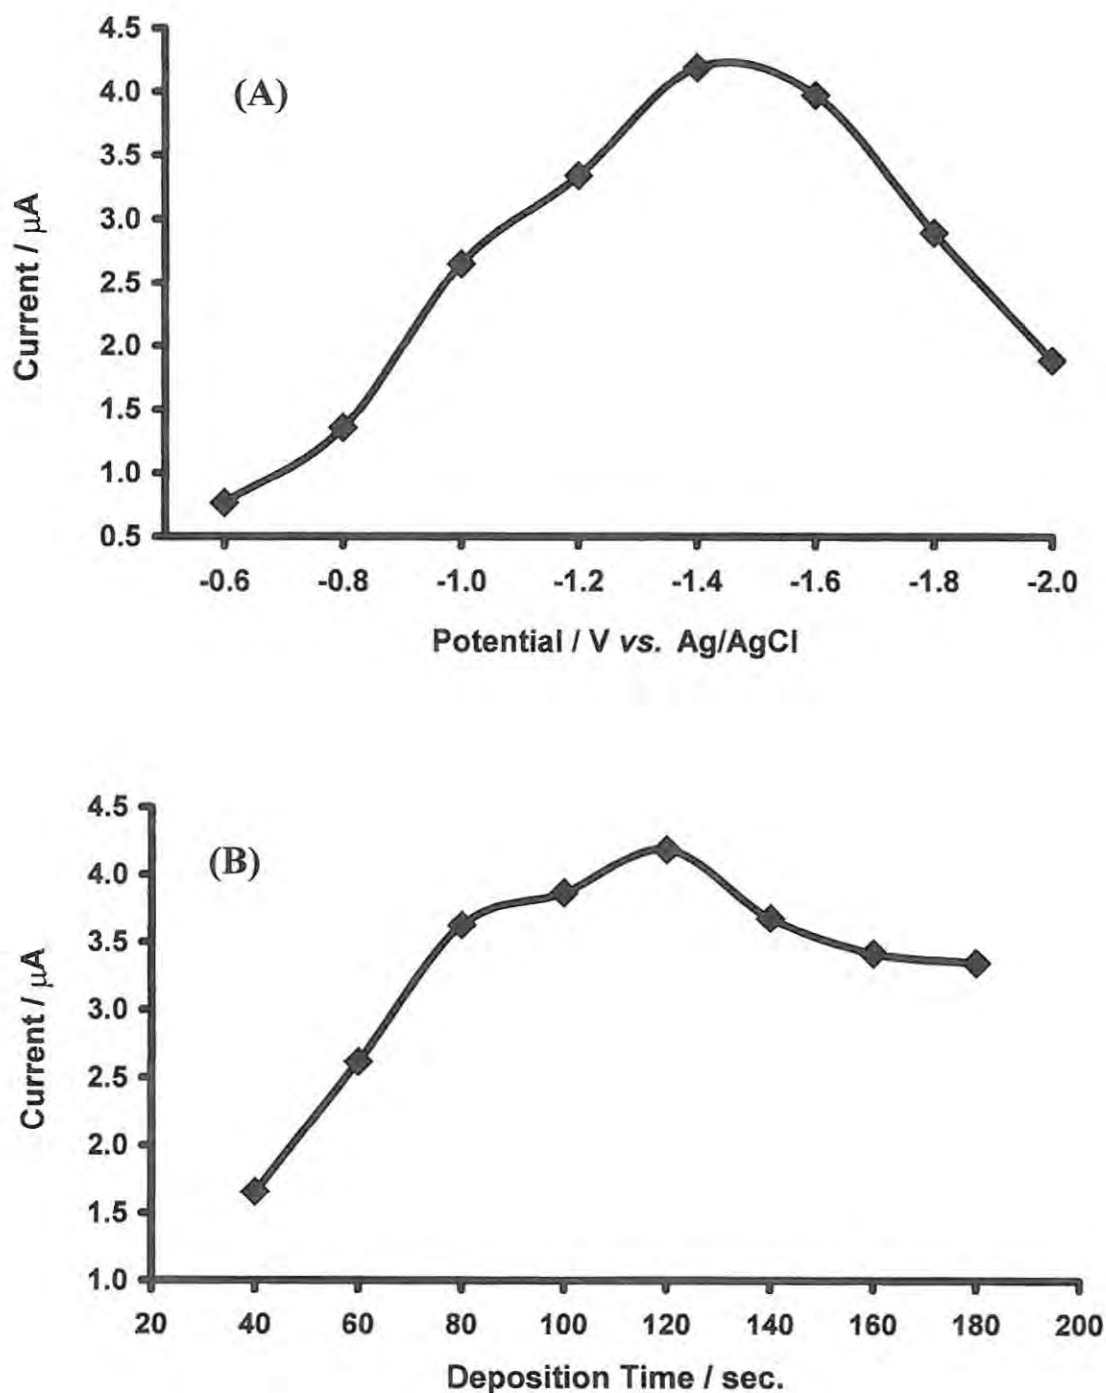 4.5
4.0
3.5
3.0
2.5
2.0
1.5
1.0
0.5
(A)
Current / μA
-0.6 -0.8 -1.0 -1.2 -1.4 -1.6 -1.8 -2.0
Potential / V vs. Ag/AgCl
4.5
4.0
3.5
3.0
2.5
2.0
1.5
1.0
(B)
Current / μA
20 40 60 80 100 120 140 160 180 200
Deposition Time / sec.